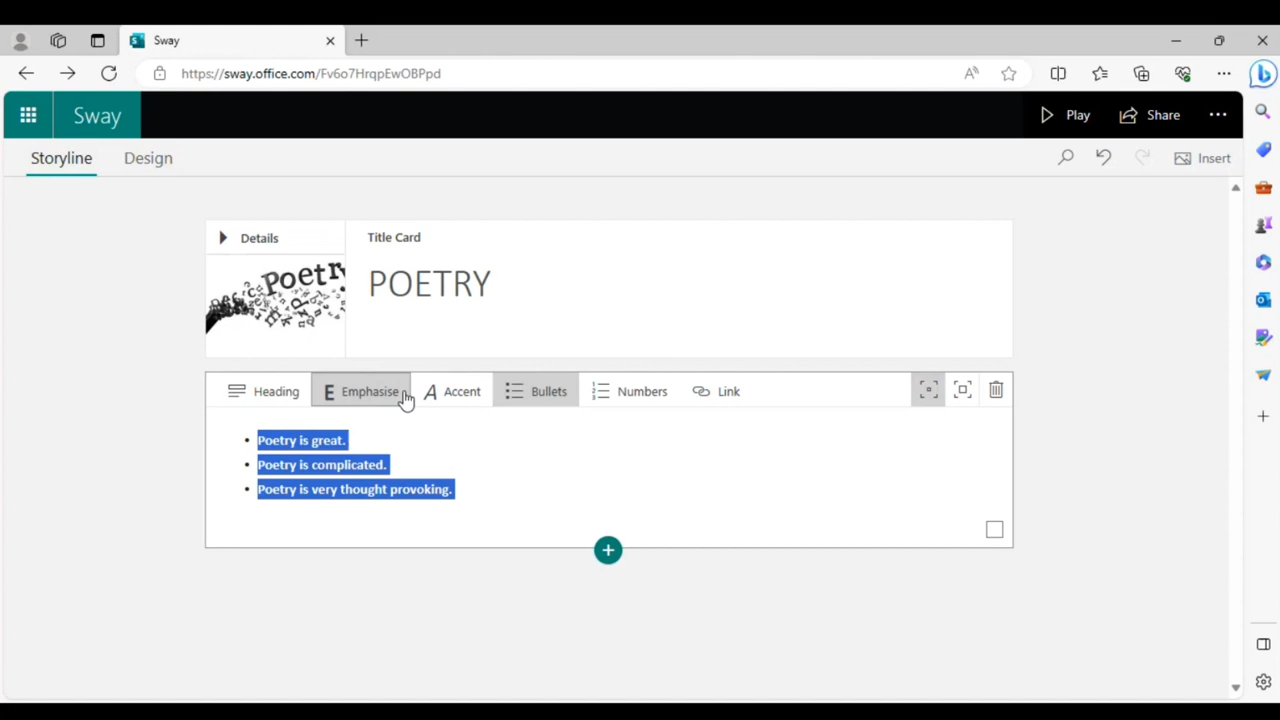 Sway
https://sway.office.com/Fv6o7HrqpEwOBPpd
Sway
Play
Share
Storyline
Design
Insert
Details
Title Card
Poetry
POETRY
Heading
E Emphasise
A Accent
Bullets
Numbers
Link
• Poetry is great.
• Poetry is complicated.
• Poetry is very thought provoking.